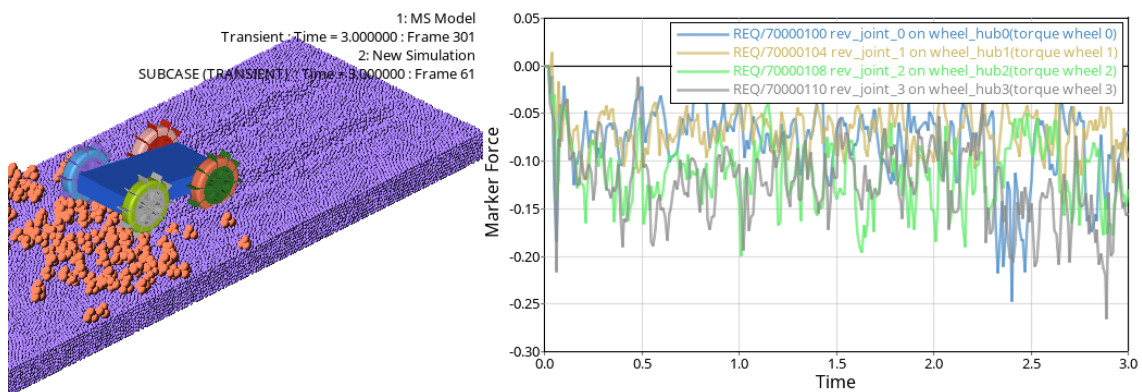 1: MS Model
Transient : Time = 3.000000 : Frame 301
2: New Simulation
SUBCASE (TRANSIENT) : Time = 3.000000 : Frame 61
REQ/70000100 rev_joint_0 on wheel_hub0(torque wheel 0)
REQ/70000104 rev_joint_1 on wheel_hub1(torque wheel 1)
REQ/70000108 rev_joint_2 on wheel_hub2(torque wheel 2)
REQ/70000110 rev_joint_3 on wheel_hub3(torque wheel 3)
Marker Force
0.05
0.00
-0.05
-0.10
-0.15
-0.20
-0.25
-0.30
0.0
0.5
1.0
1.5
2.0
2.5
3.0
Time